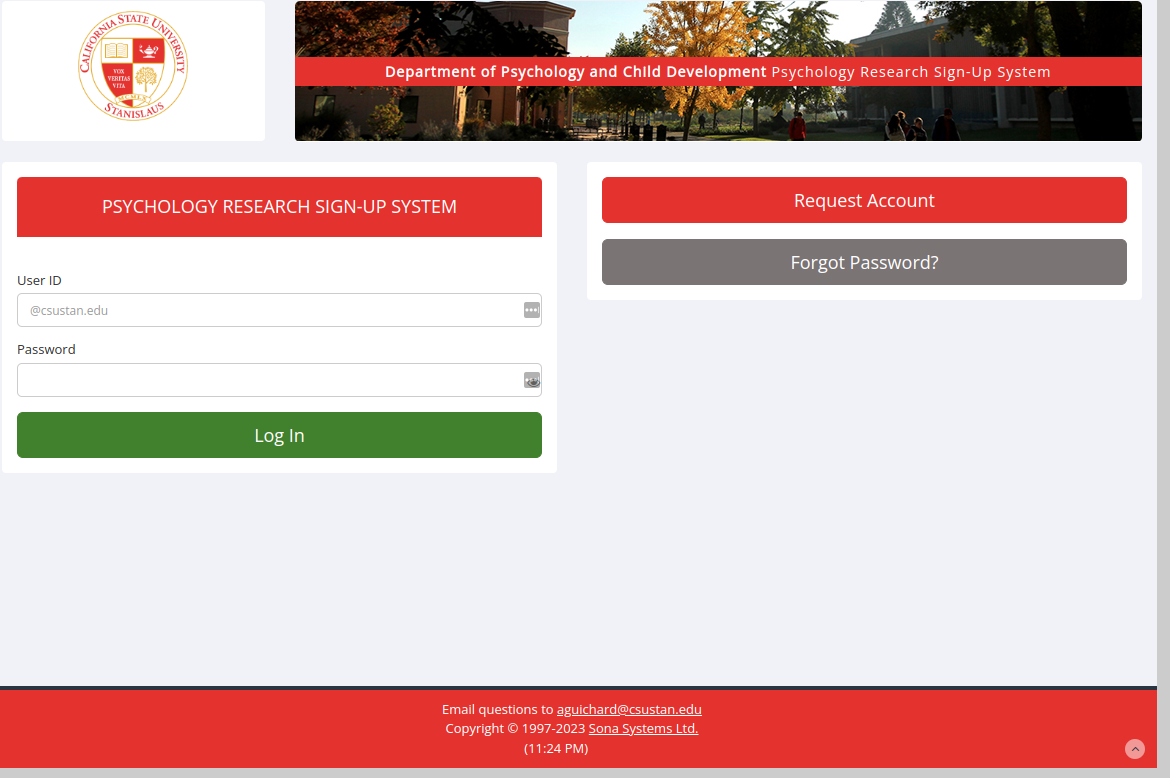 CALIFORNIA STATE UNIVERSITY
VOX
VERITAS
VITA
STANISLAUS
Department of Psychology and Child Development Psychology Research Sign-Up System
PSYCHOLOGY RESEARCH SIGN-UP SYSTEM
User ID
@csustan.edu
Password
Log In
Request Account
Forgot Password?
Email questions to aguichard@csustan.edu
Copyright © 1997-2023 Sona Systems Ltd.
(11:24 PM)